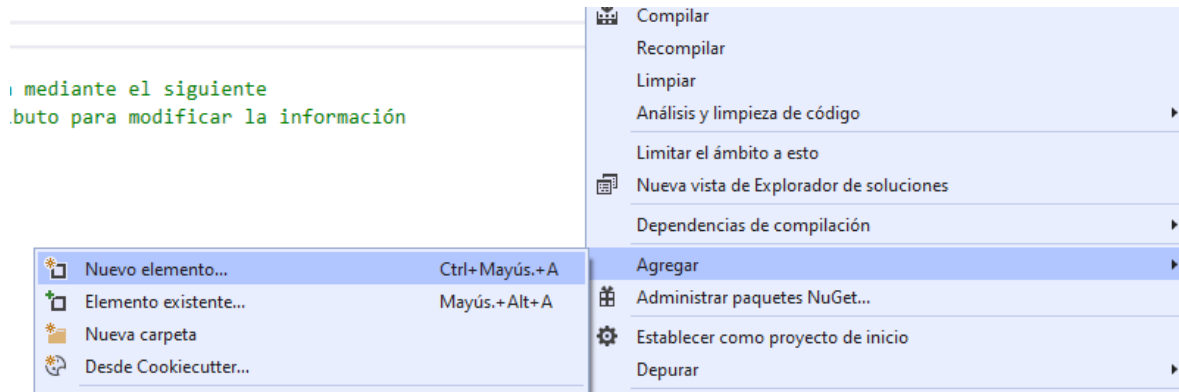 mediante el siguiente
buto para modificar la información
Compilar
Recompilar
Limpiar
Análisis y limpieza de código
Limitar el ámbito a esto
Nueva vista de Explorador de soluciones
Dependencias de compilación
Agregar
Administrar paquetes NuGet...
Establecer como proyecto de inicio
Depurar
Nuevo elemento... Ctrl+Mayús.+A
Elemento existente... Mayús.+Alt+A
Nueva carpeta
Desde Cookiecutter...